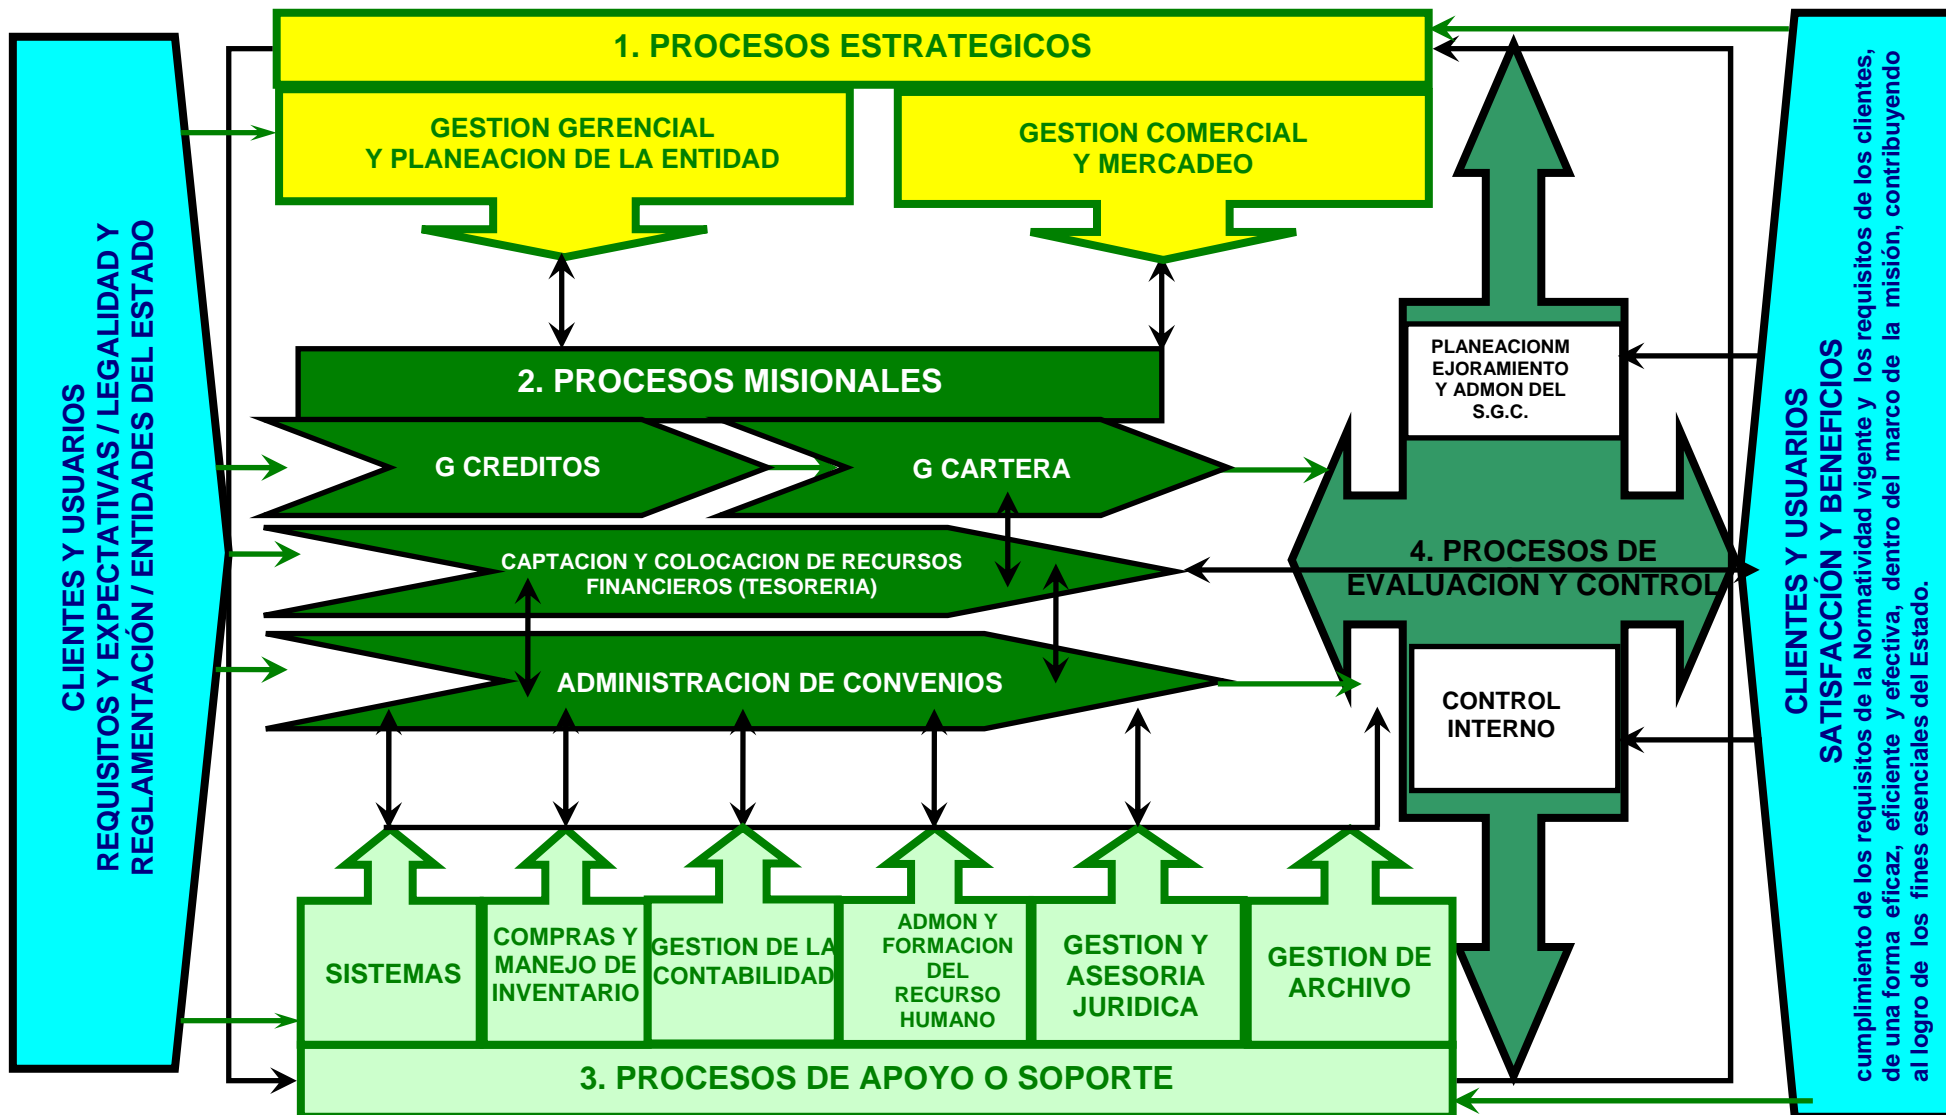 CLIENTES Y USUARIOS
REQUISITOS Y EXPECTATIVAS / LEGALIDAD Y
REGLAMENTACIÓN / ENTIDADES DEL ESTADO
1. PROCESOS ESTRATEGICOS
GESTION GERENCIAL
Y PLANEACION DE LA ENTIDAD
GESTION COMERCIAL
Y MERCADEO
2. PROCESOS MISIONALES
G CREDITOS
G CARTERA
CAPTACION Y COLOCACION DE RECURSOS
FINANCIEROS (TESORERIA)
ADMINISTRACION DE CONVENIOS
PLANEACIONM
EJORAMIENTO
Y ADMON DEL
S.G.C.
4. PROCESOS DE
EVALUACION Y CONTROL
CONTROL
INTERNO
SISTEMAS
COMPRAS Y
MANEJO DE
INVENTARIO
GESTION DE LA
CONTABILIDAD
ADMON Y
FORMACION
DEL
RECURSO
HUMANO
GESTION Y
ASESORIA
JURIDICA
GESTION DE
ARCHIVO
3. PROCESOS DE APOYO O SOPORTE
CLIENTES Y USUARIOS
SATISFACCIÓN Y BENEFICIOS
cumplimiento de los requisitos de la Normatividad vigente y los requisitos de los clientes,
de una forma eficaz, eficiente y efectiva, dentro del marco de la misión, contribuyendo
al logro de los fines esenciales del Estado.